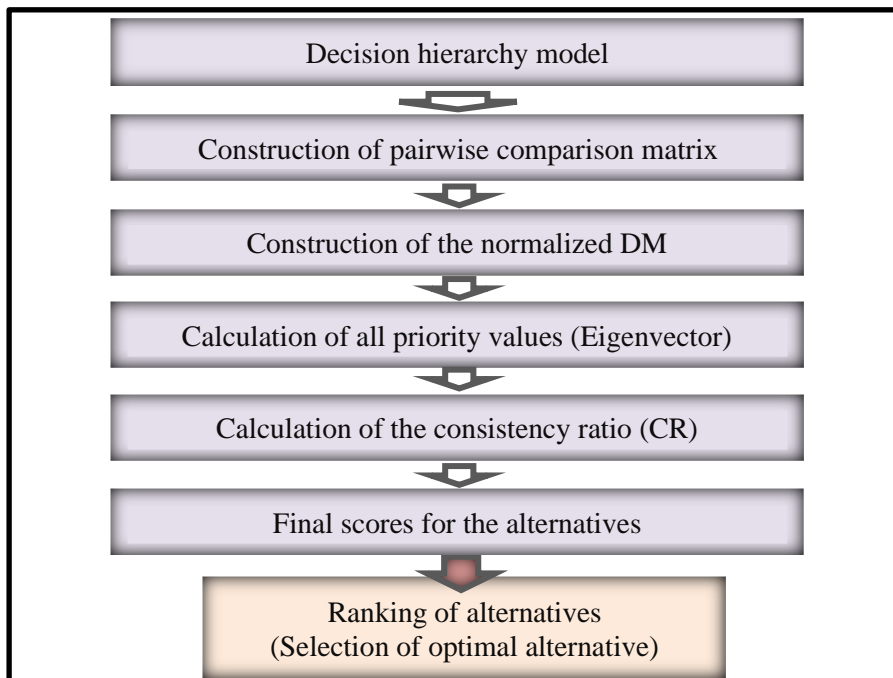 Decision hierarchy model
Construction of pairwise comparison matrix
Construction of the normalized DM
Calculation of all priority values (Eigenvector)
Calculation of the consistency ratio (CR)
Final scores for the alternatives
Ranking of alternatives
(Selection of optimal alternative)